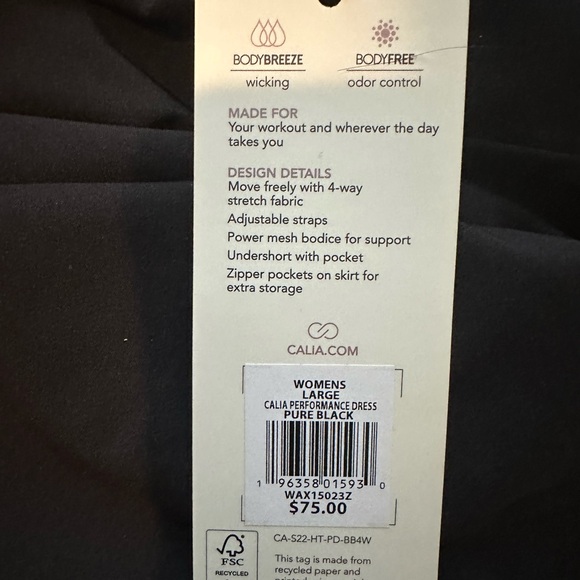 BODYBREEZE BODYFREE
wicking odor control
MADE FOR
Your workout and wherever the day
takes you
DESIGN DETAILS
Move freely with 4-way
stretch fabric
Adjustable straps
Power mesh bodice for support
Undershort with pocket
Zipper pockets on skirt for
extra storage
CALIA.COM
WOMENS
LARGE
CALIA PERFORMANCE DRESS
PURE BLACK
1 96358 01593 0
WAX15023Z
$75.00
CA-S22-HT-PD-BB4W
FSC
RECYCLED
This tag is made from
recycled paper and